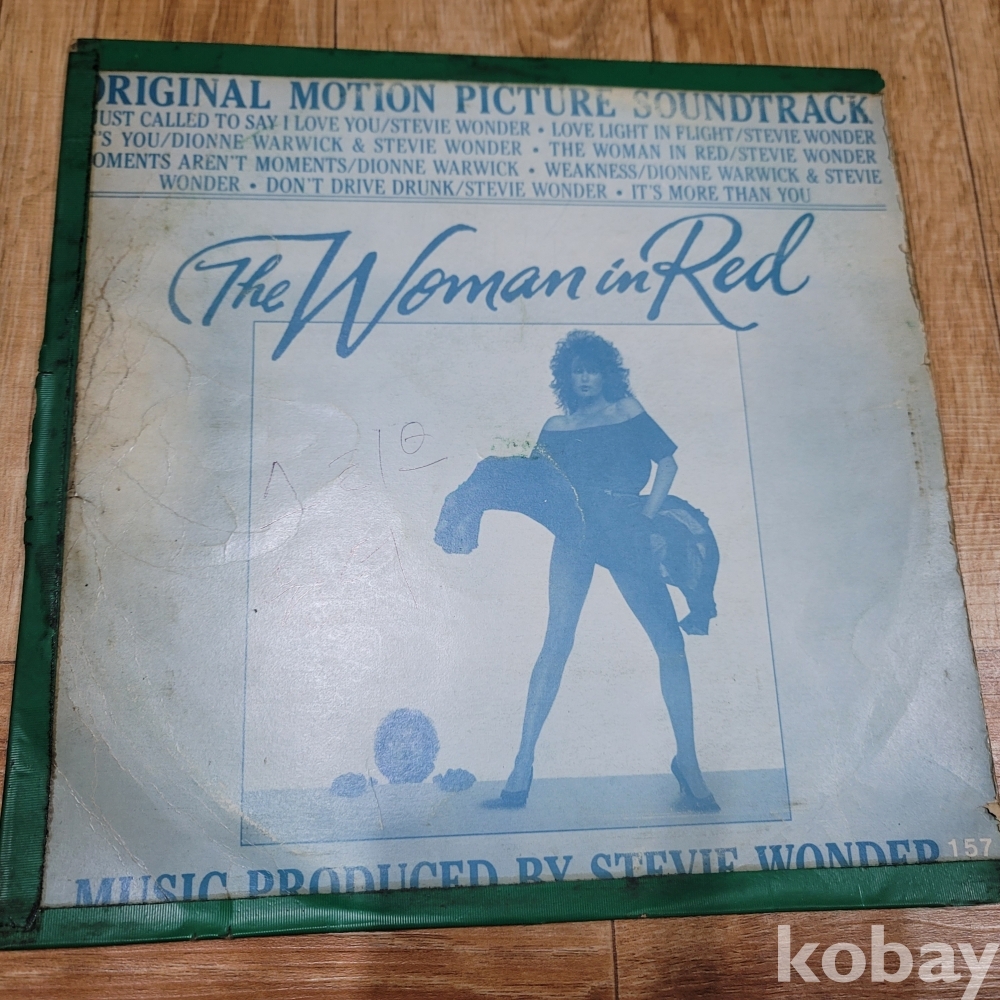 RIGINAL MOTION PICTURE SOUNDTRACK
JUST CALLED TO SAY I LOVE YOU/STEVIE WONDER • LOVE LIGHT IN FLIGHT/STEVIE WONDER
'S YOU/DIONNE WARWICK & STEVIE WONDER • THE WOMAN IN RED/STEVIE WONDER
OMENTS AREN'T MOMENTS/DIONNE WARWICK • WEAKNESS/DIONNE WARWICK & STEVIE
WONDER • DON'T DRIVE DRUNK/STEVIE WONDER • IT'S MORE THAN YOU
The Woman in Red
MUSIC PRODUCED BY STEVIE WONDER
157
kobay